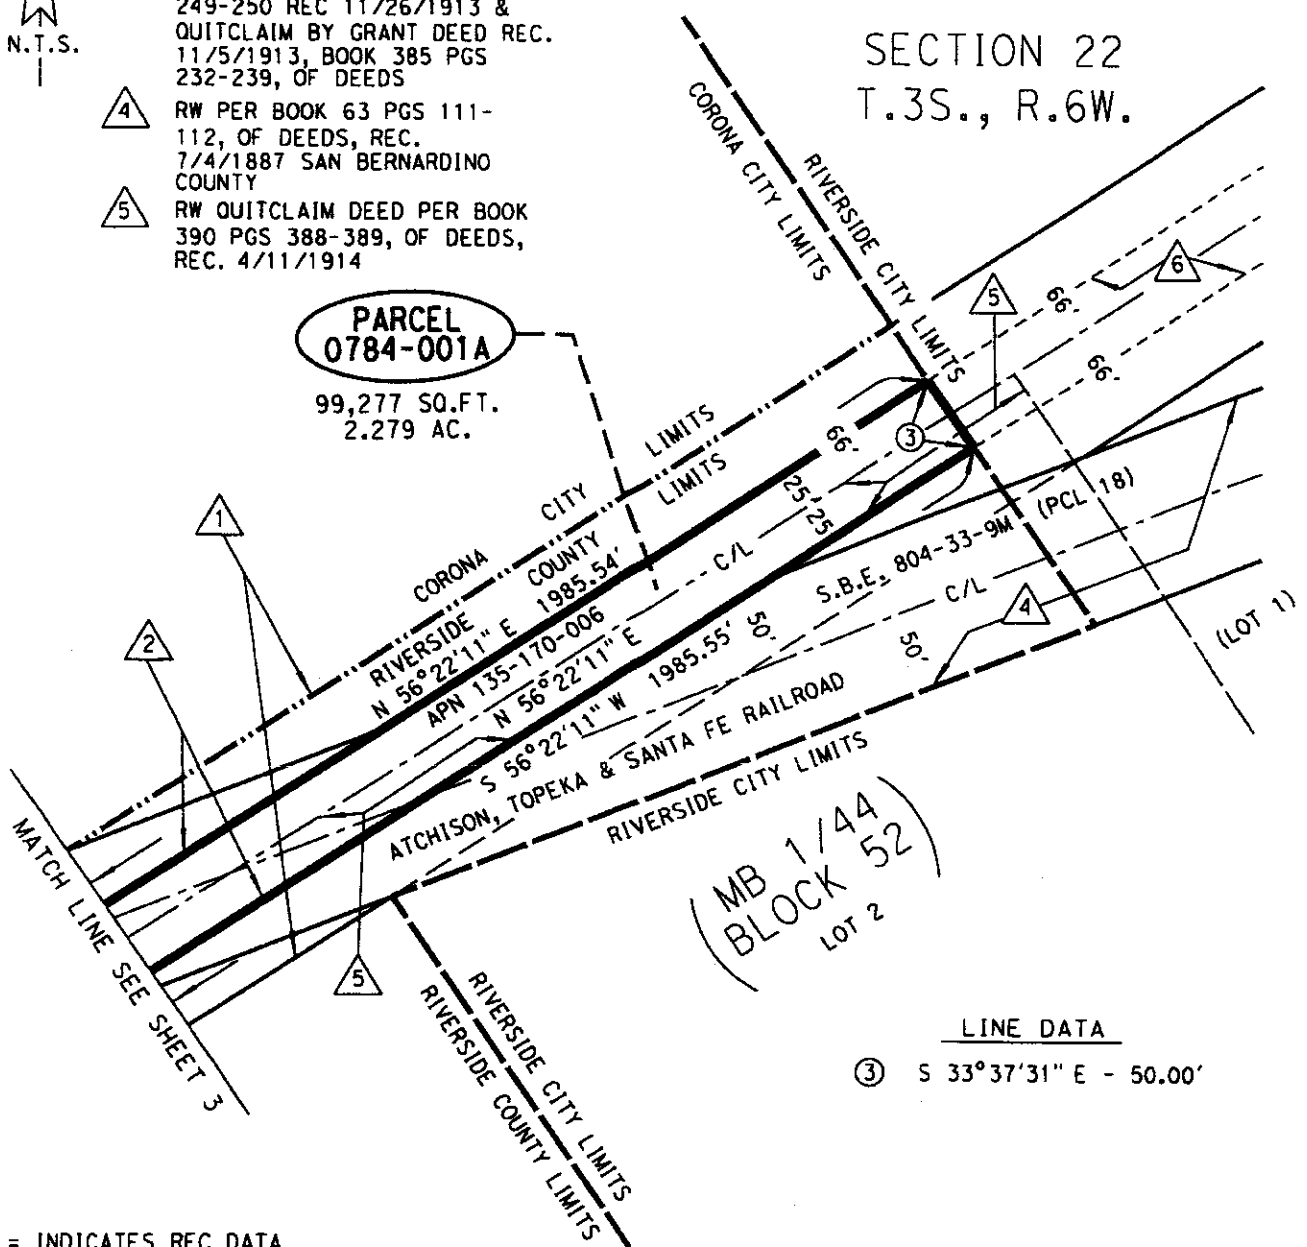 249-250 REC 11/26/1913 &
QUITCLAIM BY GRANT DEED REC.
11/5/1913, BOOK 385 PGS
232-239, OF DEEDS
N.T.S.
4
RW PER BOOK 63 PGS 111-
112, OF DEEDS, REC.
7/4/1887 SAN BERNARDINO
COUNTY
5
RW QUITCLAIM DEED PER BOOK
390 PGS 388-389, OF DEEDS,
REC. 4/11/1914
SECTION 22
T.3S., R.6W.
CORONA CITY LIMITS
RIVERSIDE CITY LIMITS
PARCEL
0784-001A
99,277 SQ.FT.
2.279 AC.
5
6
66'
66'
66'
3
25'
25'
1
CORONA CITY LIMITS
RIVERSIDE COUNTY LIMITS
N 56°22'11" E 1985.54'
APN 135-170-006
C/L
N 56°22'11" E
S 56°22'11" W 1985.55'
50'
S.B.E. 804-33-9M (PCL 18)
C/L
4
50'
(LOT 1)
2
ATCHISON, TOPEKA & SANTA FE RAILROAD
RIVERSIDE CITY LIMITS
MATCH LINE SEE SHEET 3
5
(MB 1/44
BLOCK 52
LOT 2)
RIVERSIDE CITY LIMITS
RIVERSIDE COUNTY LIMITS
LINE DATA
3 S 33°37'31" E - 50.00'
= INDICATES REC DATA